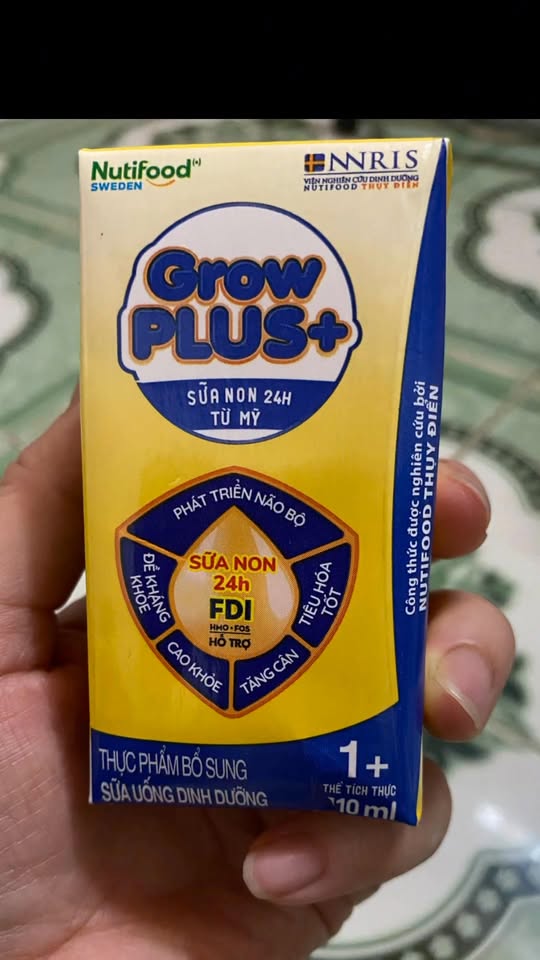 Nutifood
SWEDEN
NNRIS
VIỆN NGHIÊN CỨU DINH DƯỠNG
NUTIFOOD THỤY ĐIỂN
Grow
PLUS+
SỮA NON 24H
TỪ MỸ
PHÁT TRIỂN NÃO BỘ
ĐỀ KHÁNG
KHỎE
SỮA NON
24h
FDI
HMO • FOS
HỖ TRỢ
TIÊU HÓA
TỐT
CAO KHỎE
TĂNG CÂN
Công thức được nghiên cứu bởi
NUTIFOOD THỤY ĐIỂN
THỰC PHẨM BỔ SUNG
SỮA UỐNG DINH DƯỠNG
1+
THỂ TÍCH THỰC
110 ml